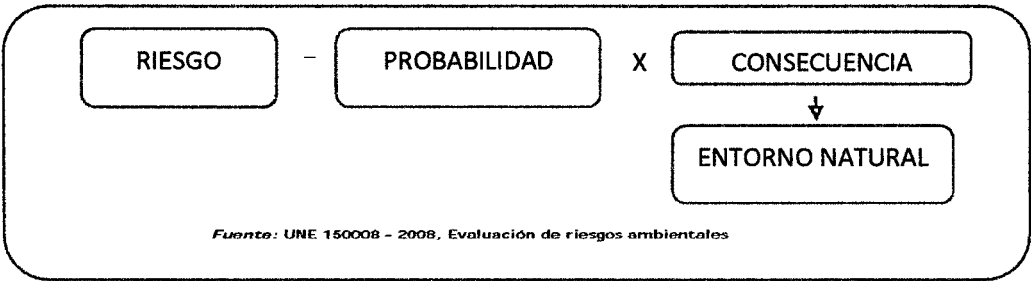 RIESGO – PROBABILIDAD X CONSECUENCIA
ENTORNO NATURAL
Fuente: UNE 150008 – 2008, Evaluación de riesgos ambientales